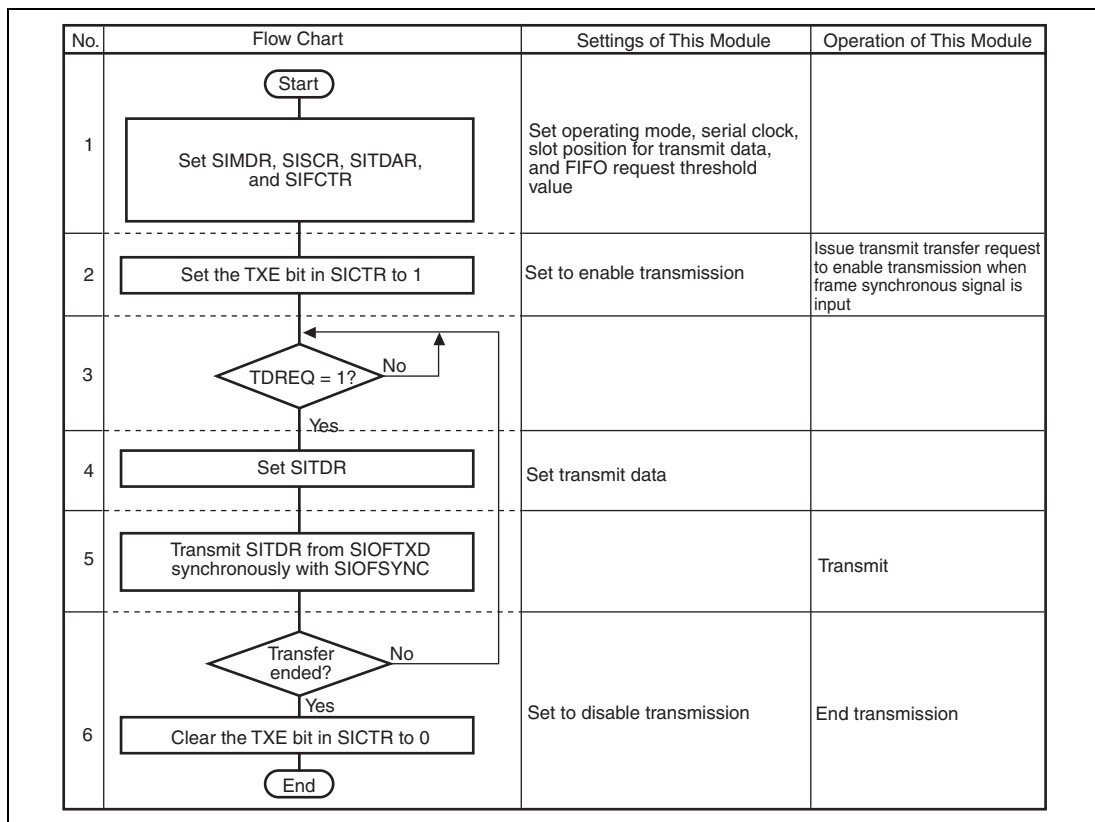 No.
Flow Chart
Settings of This Module
Operation of This Module
Start
1
Set SIMDR, SISCR, SITDAR,
and SIFCTR
Set operating mode, serial clock,
slot position for transmit data,
and FIFO request threshold
value
2
Set the TXE bit in SICTR to 1
Set to enable transmission
Issue transmit transfer request
to enable transmission when
frame synchronous signal is
input
3
TDREQ = 1?
No
Yes
4
Set SITDR
Set transmit data
5
Transmit SITDR from SIOFTXD
synchronously with SIOFSYNC
Transmit
Transfer
ended?
No
Yes
6
Clear the TXE bit in SICTR to 0
Set to disable transmission
End transmission
End